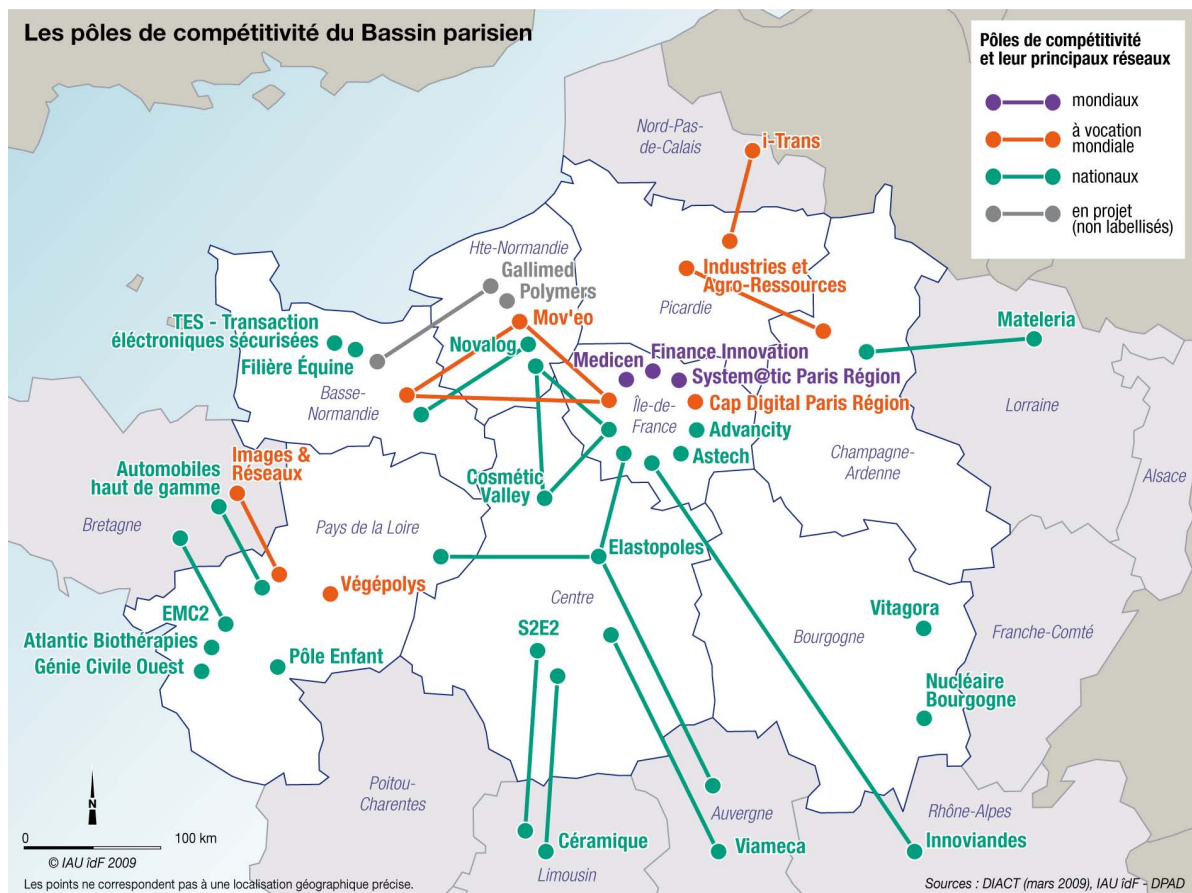 Les pôles de compétitivité du Bassin parisien
Pôles de compétitivité
et leur principaux réseaux
mondiaux
à vocation
mondiale
nationaux
en projet
(non labellisés)
Nord-Pas-
de-Calais
i-Trans
Hte-Normandie
Gallimed
Polymers
Mov'eo
Industries et
Agro-Ressources
Picardie
TES - Transaction
éléctroniques sécurisées
Filière Équine
Novalog
Basse-
Normandie
Medicen
Finance Innovation
System@tic Paris Région
Île-de-
France
Cap Digital Paris Région
Advancity
Astech
Materleria
Lorraine
Champagne-
Ardenne
Alsace
Automobiles
haut de gamme
Images &
Réseaux
Bretagne
Pays de la Loire
Cosmétic
Valley
Elastopoles
Végépolys
EMC2
Atlantic Biothérapies
Génie Civile Ouest
Pôle Enfant
Centre
S2E2
Bourgogne
Vitagora
Franche-Comté
Nucléaire
Bourgogne
Poitou-
Charentes
Auvergne
Rhône-Alpes
Céramique
Viameca
Innoviandes
Limousin
N
0
100 km
© IAU îdF 2009
Les points ne correspondent pas à une localisation géographique précise.
Sources : DIACT (mars 2009), IAU îdF - DPAD